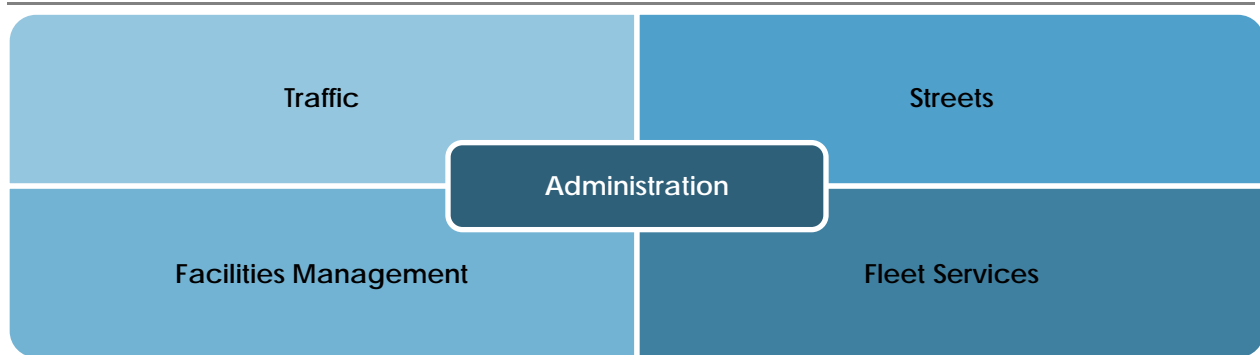 Traffic
Streets
Administration
Facilities Management
Fleet Services